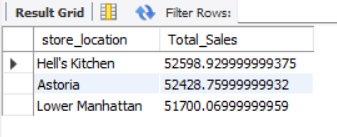 Result Grid Filter Rows:
store_location Total_Sales
Hell's Kitchen 52598.929999999375
Astoria 52428.75999999932
Lower Manhattan 51700.06999999959